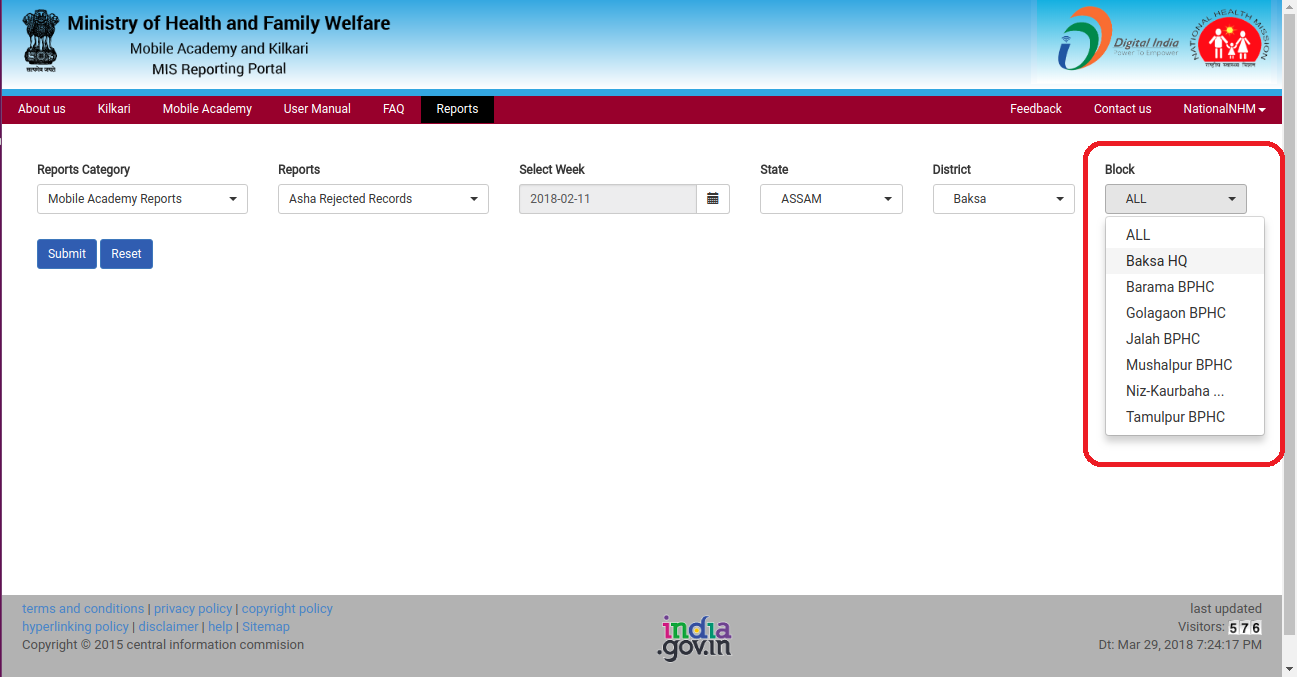 Ministry of Health and Family Welfare
Mobile Academy and Kilkari
MIS Reporting Portal
सत्यमेव जयते
Digital India
Power To Empower
NATIONAL HEALTH MISSION
राष्ट्रीय स्वास्थ्य मिशन
About us Kilkari Mobile Academy User Manual FAQ Reports Feedback Contact us NationalNHM
Reports Category Reports Select Week State District Block
Mobile Academy Reports Asha Rejected Records 2018-02-11 ASSAM Baksa ALL
Submit Reset
ALL
Baksa HQ
Barama BPHC
Golagaon BPHC
Jalah BPHC
Mushalpur BPHC
Niz-Kaurbaha ...
Tamulpur BPHC
terms and conditions | privacy policy | copyright policy
hyperlinking policy | disclaimer | help | Sitemap
Copyright © 2015 central information commision
india
.gov.in
last updated
Visitors: 576
Dt: Mar 29, 2018 7:24:17 PM